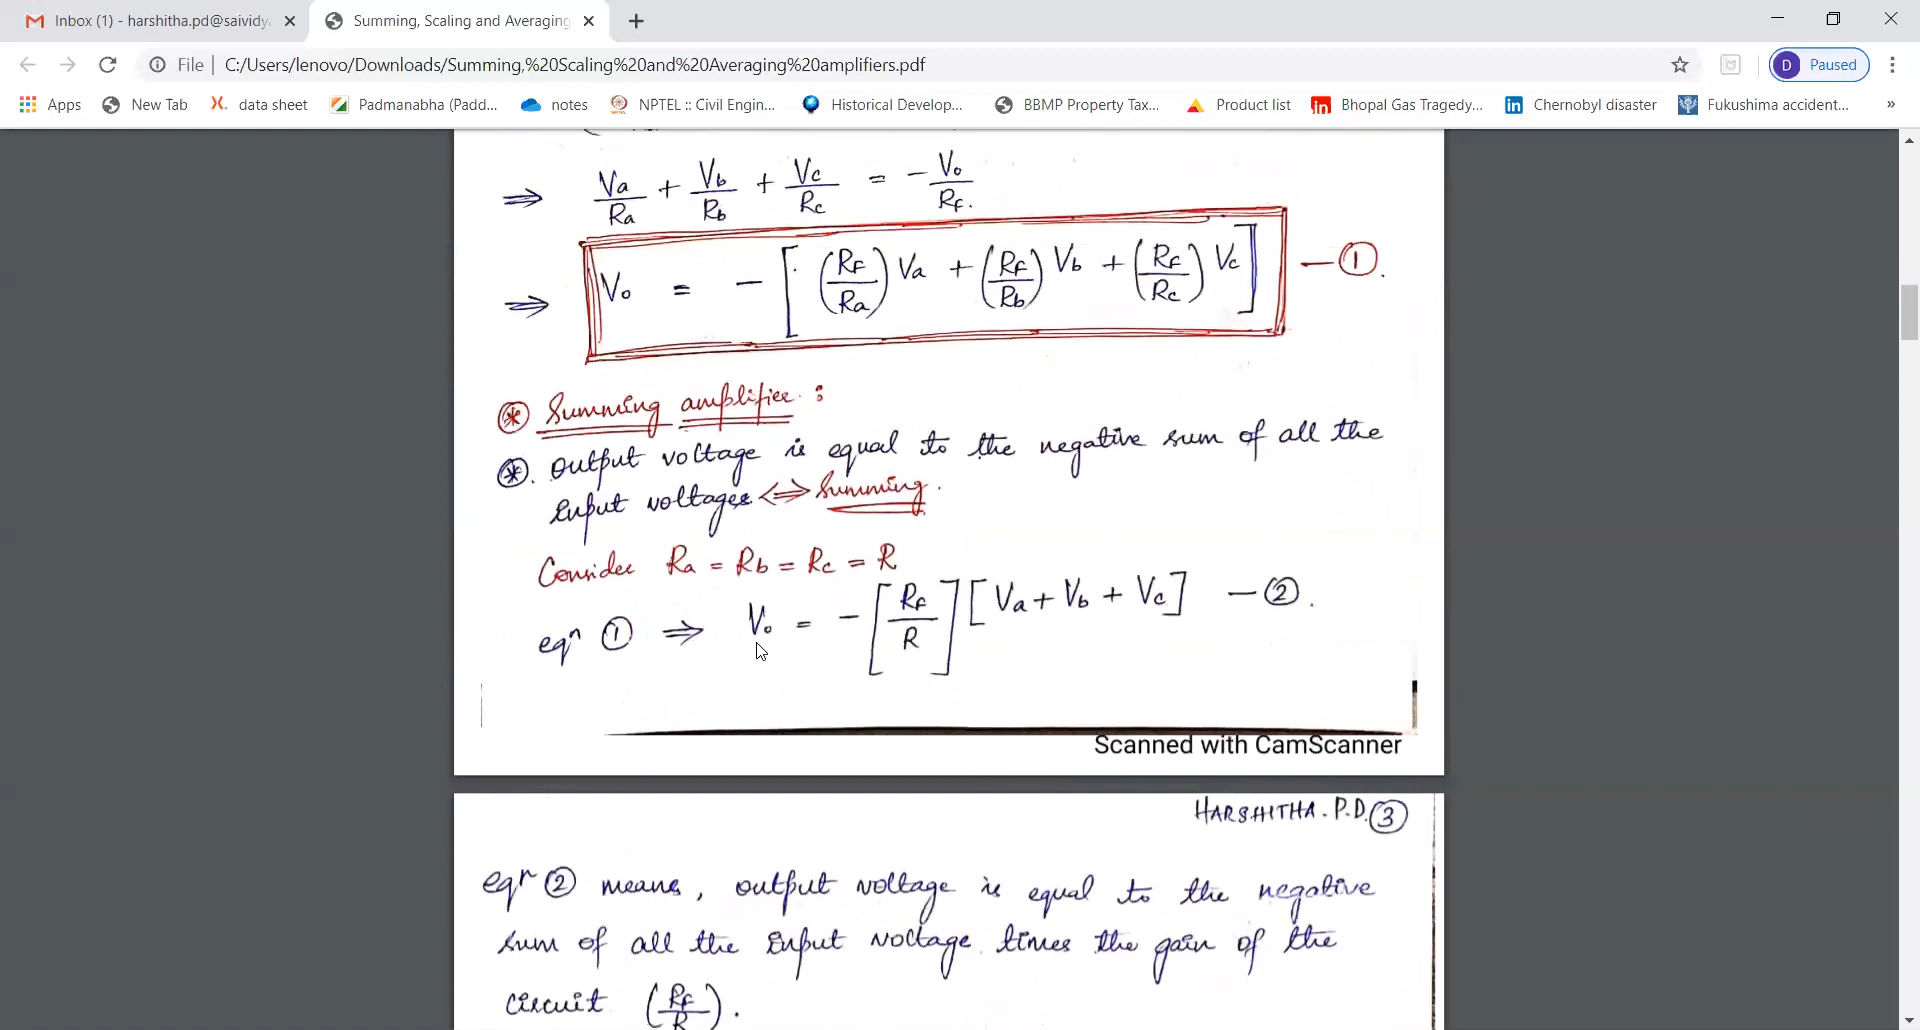 Inbox (1) - harshitha.pd@saividy
Summing, Scaling and Averaging
File | C:/Users/lenovo/Downloads/Summing,%20Scaling%20and%20Averaging%20amplifiers.pdf
D Paused
Apps New Tab X. data sheet Padmanabha (Padd... notes NPTEL :: Civil Engin... Historical Develop... BBMP Property Tax... Product list in Bhopal Gas Tragedy... in Chernobyl disaster Fukushima accident... »
⇒ Va/Ra + Vb/Rb + Vc/Rc = - Vo/RF.
⇒ Vo = - [ (RF/Ra) Va + (RF/Rb) Vb + (RF/Rc) Vc ] — ①.
⊛ Summing amplifier :
⊛. Output voltage is equal to the negative sum of all the
input voltages <=> Summing.
Consider Ra = Rb = Rc = R
eqn ① ⇒ Vo = - [ RF/R ] [ Va + Vb + Vc ] — ②.
Scanned with CamScanner
HARSHITHA. P.D. ③
eqn ② means, output voltage is equal to the negative
sum of all the input voltage times the gain of the
circuit (RF/R).